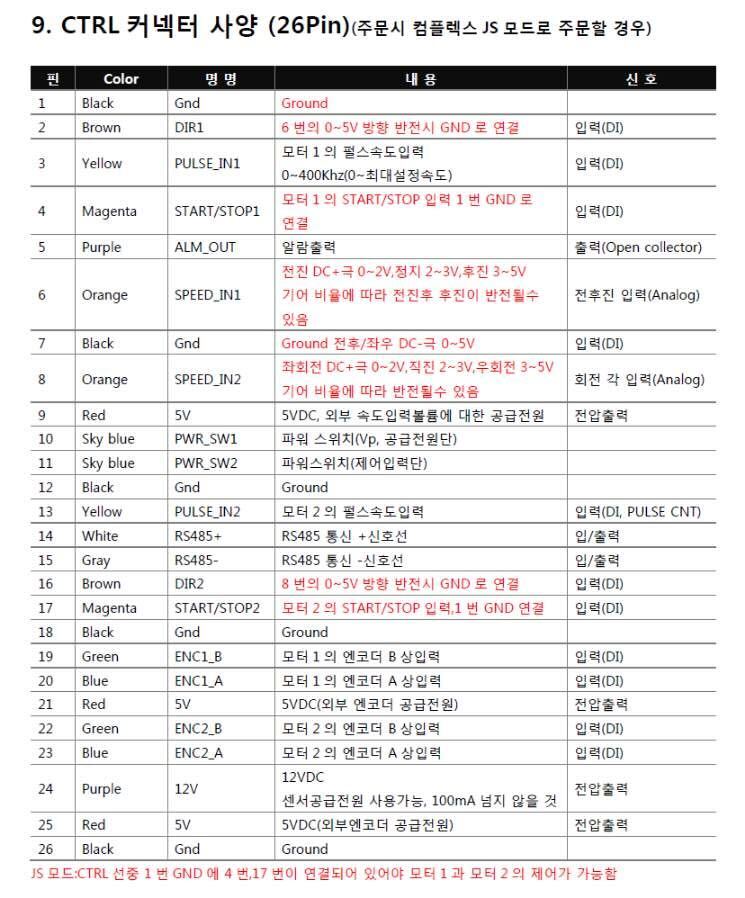 9. CTRL 커넥터 사양 (26Pin)(주문시 컴플렉스 JS 모드로 주문할 경우)
핀 Color 명 명 내 용 신 호
1 Black Gnd Ground
2 Brown DIR1 6 번의 0~5V 방향 반전시 GND 로 연결 입력(DI)
3 Yellow PULSE_IN1 모터 1 의 펄스속도입력 입력(DI)
0~400Khz(0~최대설정속도)
4 Magenta START/STOP1 모터 1 의 START/STOP 입력 1 번 GND 로 입력(DI)
연결
5 Purple ALM_OUT 알람출력 출력(Open collector)
6 Orange SPEED_IN1 전진 DC+극 0~2V,정지 2~3V,후진 3~5V 전후진 입력(Analog)
기어 비율에 따라 전진후 후진이 반전될수
있음
7 Black Gnd Ground 전후/좌우 DC-극 0~5V 입력(DI)
8 Orange SPEED_IN2 좌회전 DC+극 0~2V,직진 2~3V,우회전 3~5V 회전 각 입력(Analog)
기어 비율에 따라 반전될수 있음
9 Red 5V 5VDC, 외부 속도입력볼륨에 대한 공급전원 전압출력
10 Sky blue PWR_SW1 파워 스위치(Vp, 공급전원단)
11 Sky blue PWR_SW2 파워스위치(제어입력단)
12 Black Gnd Ground
13 Yellow PULSE_IN2 모터 2 의 펄스속도입력 입력(DI, PULSE CNT)
14 White RS485+ RS485 통신 +신호선 입/출력
15 Gray RS485- RS485 통신 -신호선 입/출력
16 Brown DIR2 8 번의 0~5V 방향 반전시 GND 로 연결 입력(DI)
17 Magenta START/STOP2 모터 2 의 START/STOP 입력,1 번 GND 연결 입력(DI)
18 Black Gnd Ground
19 Green ENC1_B 모터 1 의 엔코더 B 상입력 입력(DI)
20 Blue ENC1_A 모터 1 의 엔코더 A 상입력 입력(DI)
21 Red 5V 5VDC(외부 엔코더 공급전원) 전압출력
22 Green ENC2_B 모터 2 의 엔코더 B 상입력 입력(DI)
23 Blue ENC2_A 모터 2 의 엔코더 A 상입력 입력(DI)
24 Purple 12V 12VDC 전압출력
센서공급전원 사용가능, 100mA 넘지 않을 것
25 Red 5V 5VDC(외부엔코더 공급전원) 전압출력
26 Black Gnd Ground
JS 모드:CTRL 선중 1 번 GND 에 4 번,17 번이 연결되어 있어야 모터 1 과 모터 2 의 제어가 가능함